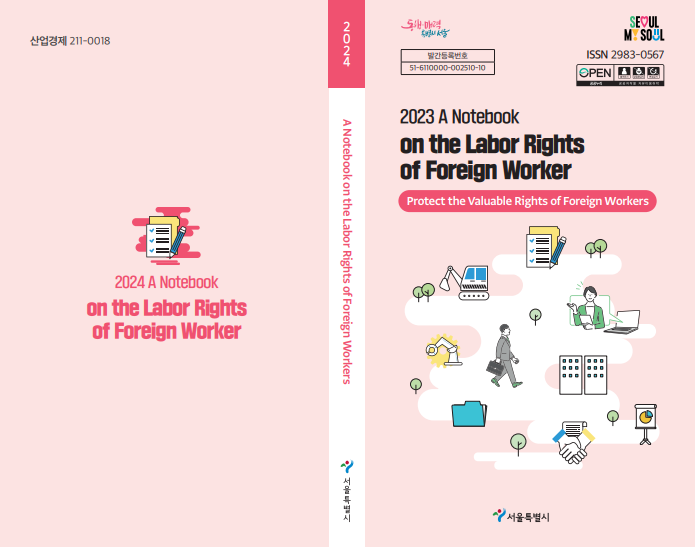 산업경제 211-0018
2024 A Notebook
on the Labor Rights
of Foreign Worker
2024
A Notebook on the Labor Rights of Foreign Workers
서울특별시
동행·매력
특별시 서울
SEOUL
MY SOUL
발간등록번호
51-6110000-002510-10
ISSN 2983-0567
OPEN
2023 A Notebook
on the Labor Rights
of Foreign Worker
Protect the Valuable Rights of Foreign Workers
서울특별시